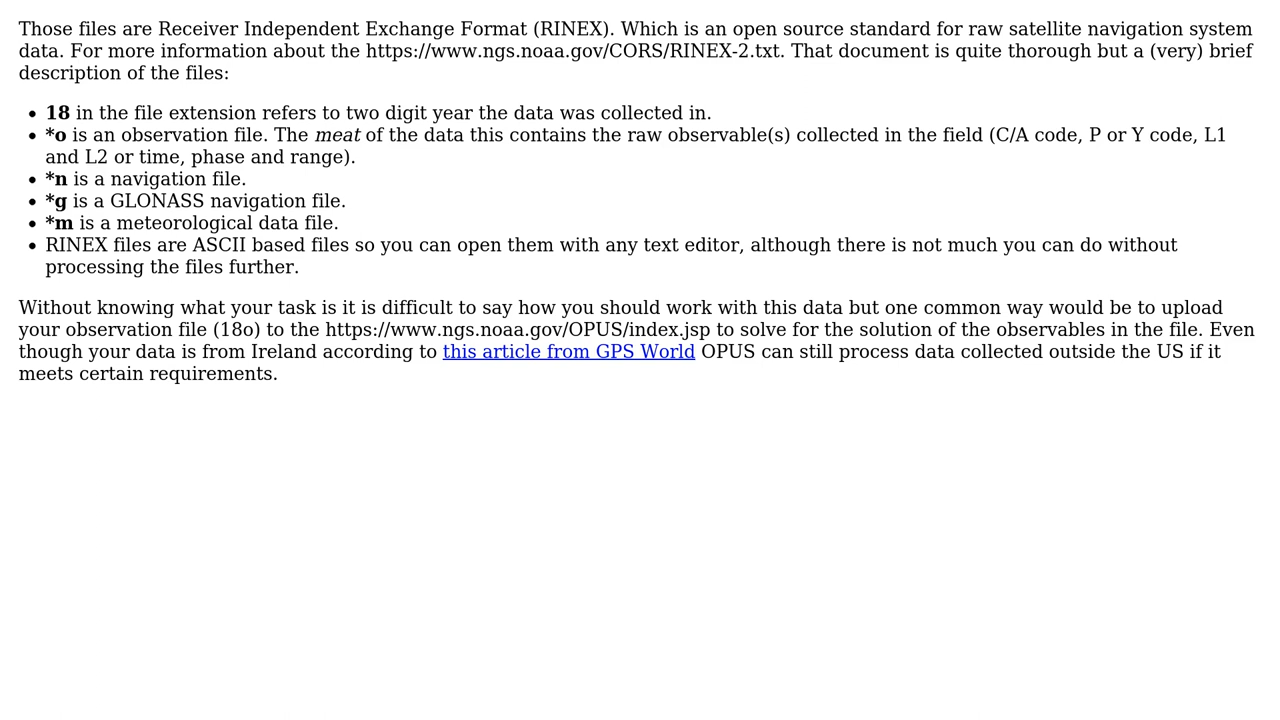 Those files are Receiver Independent Exchange Format (RINEX). Which is an open source standard for raw satellite navigation system
data. For more information about the https://www.ngs.noaa.gov/CORS/RINEX-2.txt. That document is quite thorough but a (very) brief
description of the files:
• 18 in the file extension refers to two digit year the data was collected in.
• *o is an observation file. The meat of the data this contains the raw observable(s) collected in the field (C/A code, P or Y code, L1
and L2 or time, phase and range).
• *n is a navigation file.
• *g is a GLONASS navigation file.
• *m is a meteorological data file.
• RINEX files are ASCII based files so you can open them with any text editor, although there is not much you can do without
processing the files further.
Without knowing what your task is it is difficult to say how you should work with this data but one common way would be to upload
your observation file (18o) to the https://www.ngs.noaa.gov/OPUS/index.jsp to solve for the solution of the observables in the file. Even
though your data is from Ireland according to this article from GPS World OPUS can still process data collected outside the US if it
meets certain requirements.